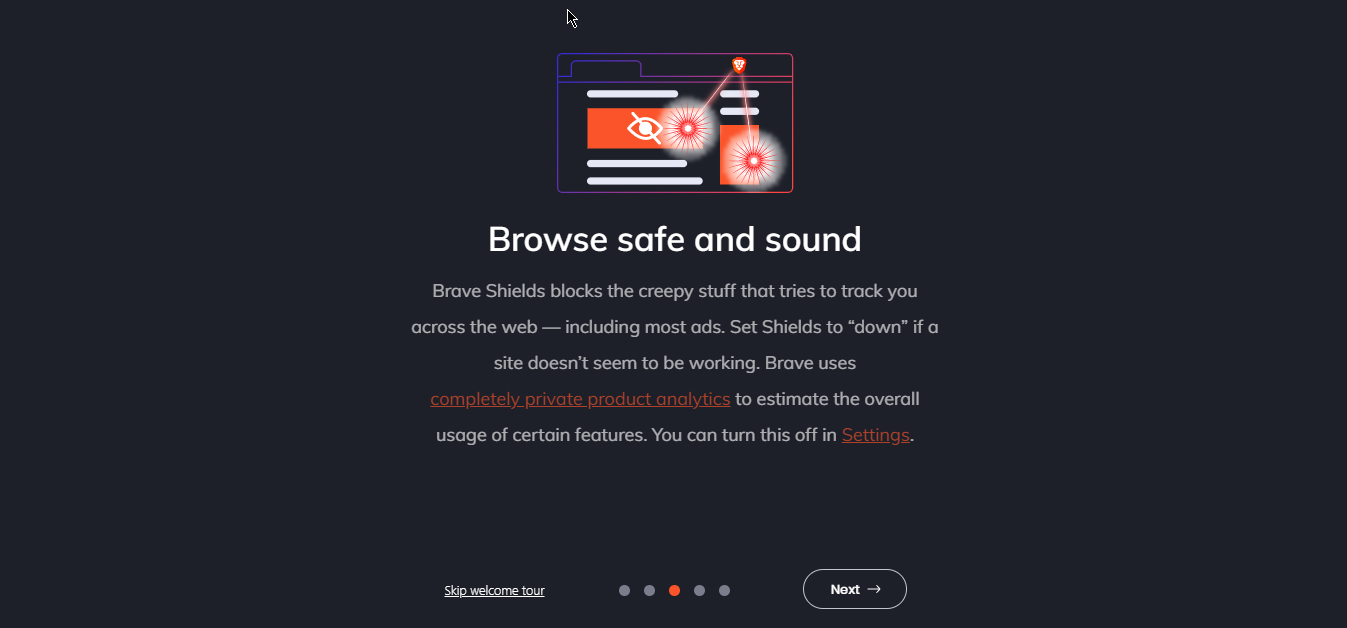 Browse safe and sound
Brave Shields blocks the creepy stuff that tries to track you
across the web — including most ads. Set Shields to “down” if a
site doesn’t seem to be working. Brave uses
completely private product analytics to estimate the overall
usage of certain features. You can turn this off in Settings.
Skip welcome tour
Next →